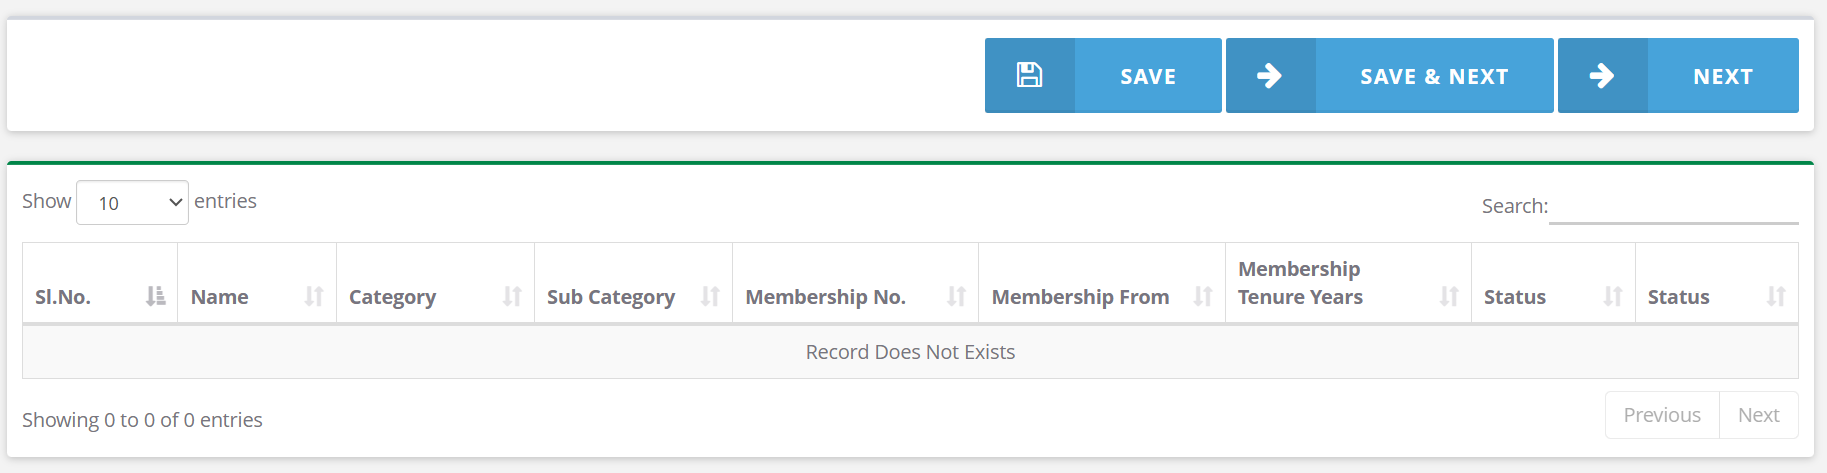 SAVE SAVE & NEXT NEXT
Show 10 entries Search:
Sl.No. Name Category Sub Category Membership No. Membership From Membership Tenure Years Status Status
Record Does Not Exists
Showing 0 to 0 of 0 entries Previous Next